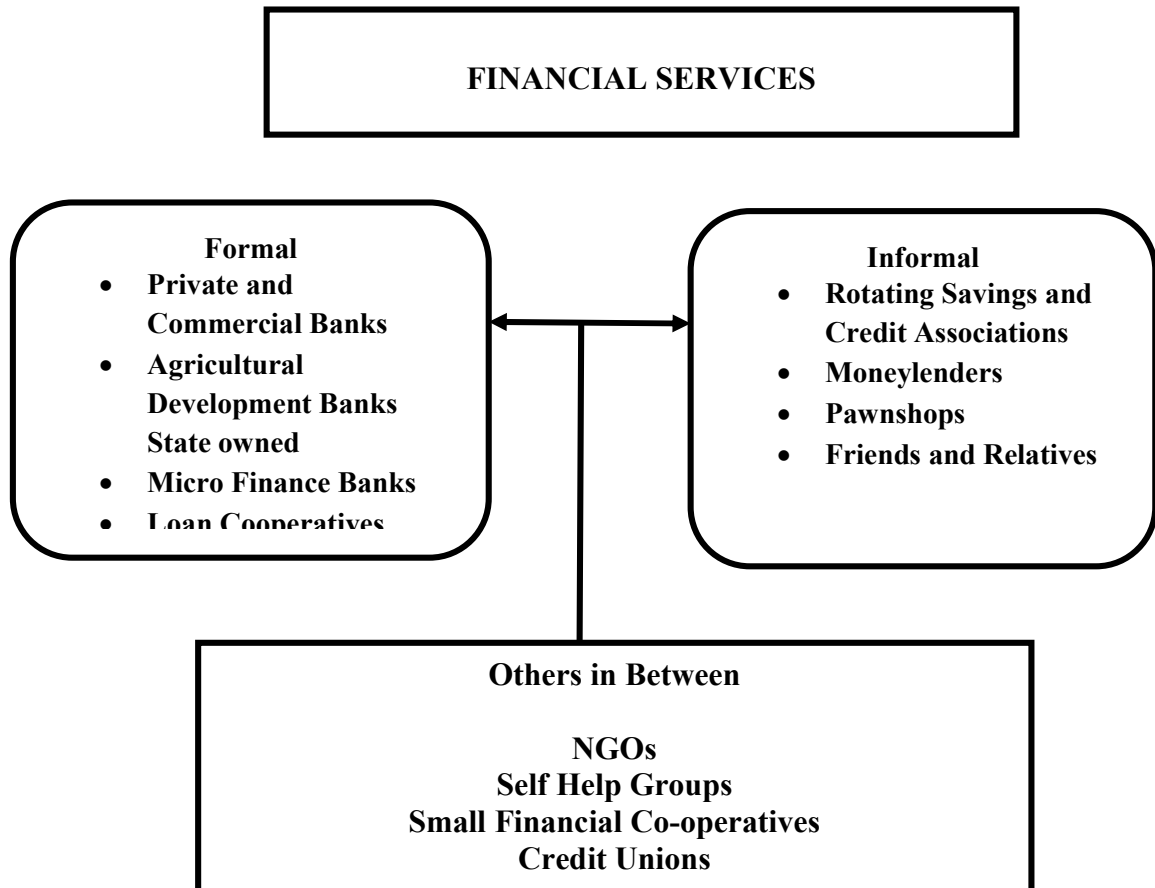 FINANCIAL SERVICES
Formal
• Private and
Commercial Banks
• Agricultural
Development Banks
State owned
• Micro Finance Banks
• Loan Cooperatives
Informal
• Rotating Savings and
Credit Associations
• Moneylenders
• Pawnshops
• Friends and Relatives
Others in Between
NGOs
Self Help Groups
Small Financial Co-operatives
Credit Unions